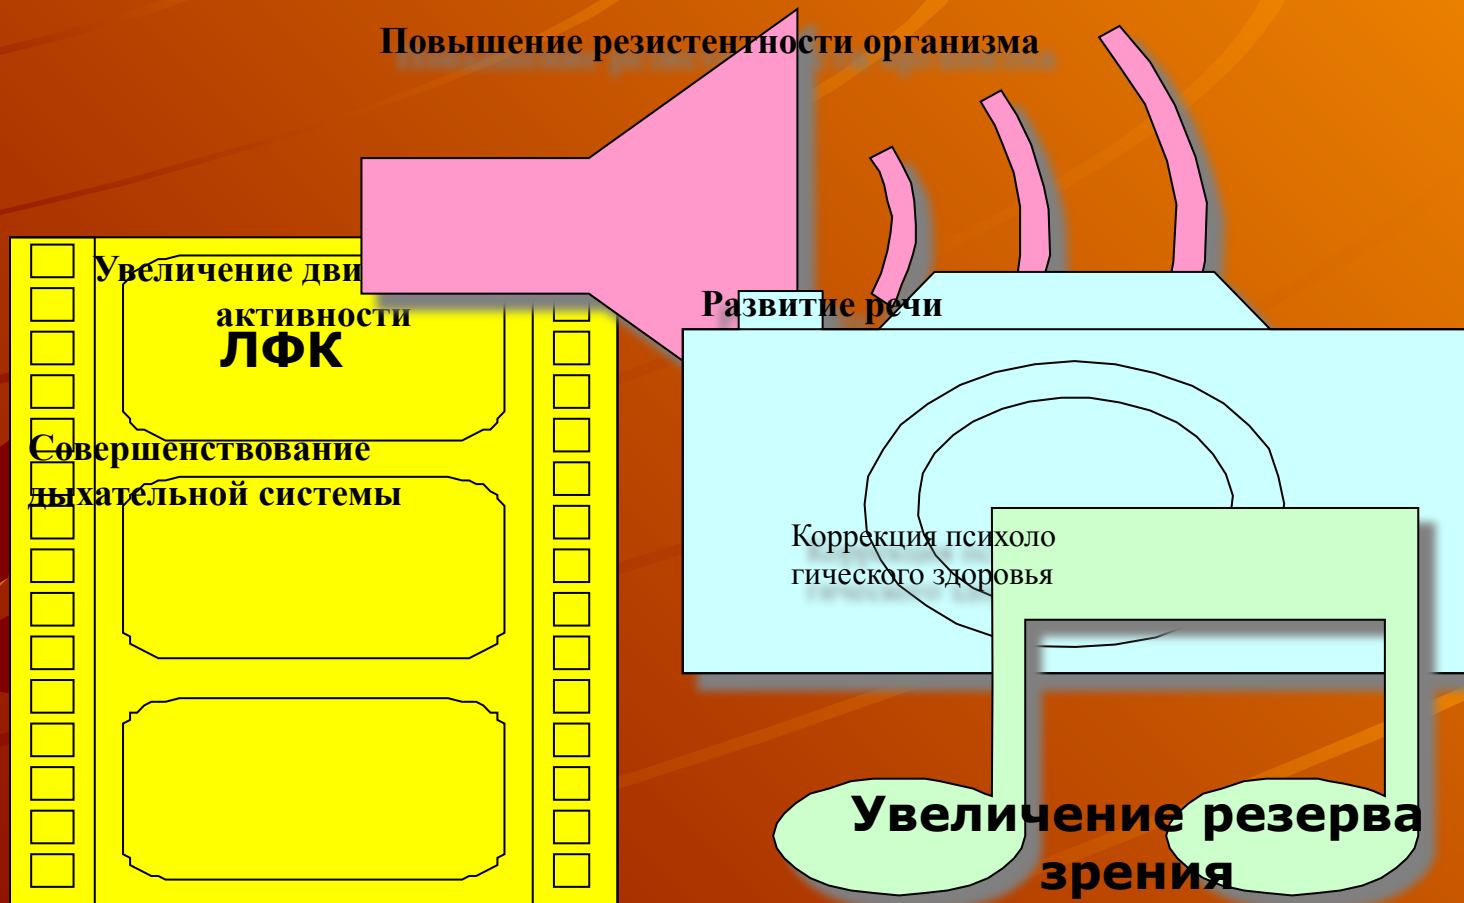 Повышение резистентности организма
Увеличение дви
активности
ЛФК
Развитие речи
Совершенствование
дыхательной системы
Коррекция психоло
гического здоровья
Увеличение резерва
зрения